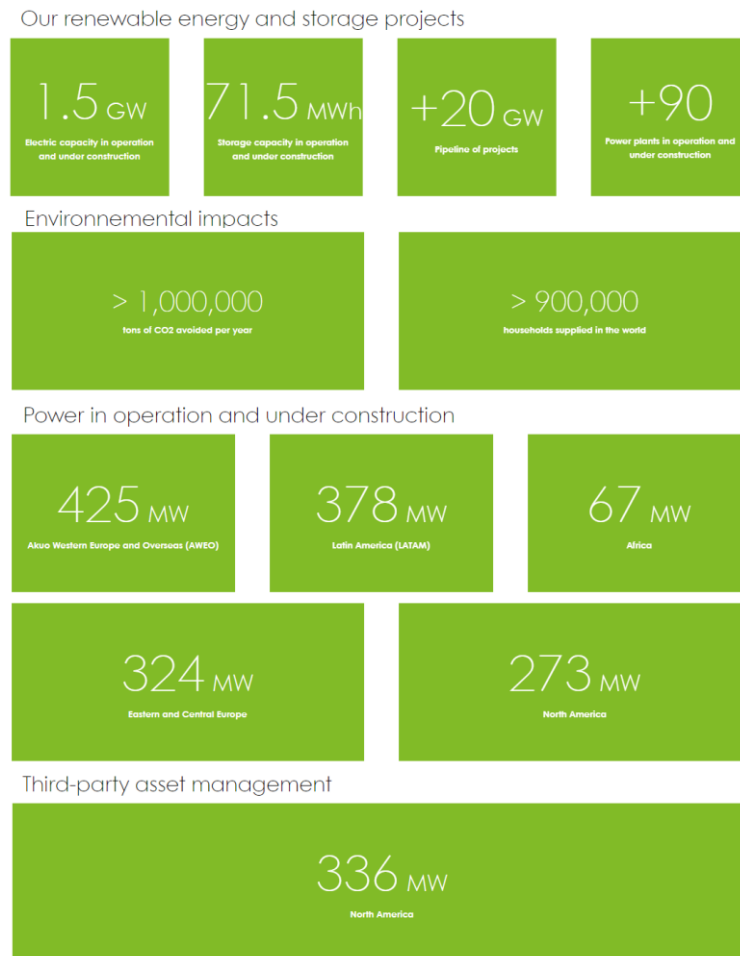 Our renewable energy and storage projects
1.5 GW
Electric capacity in operation
and under construction
71.5 MWh
Storage capacity in operation
and under construction
+20 GW
Pipeline of projects
+90
Power plants in operation and
under construction
Environnemental impacts
> 1,000,000
tons of CO2 avoided per year
> 900,000
households supplied in the world
Power in operation and under construction
425 MW
Akuo Western Europe and Overseas (AWEO)
378 MW
Latin America (LATAM)
67 MW
Africa
324 MW
Eastern and Central Europe
273 MW
North America
Third-party asset management
336 MW
North America